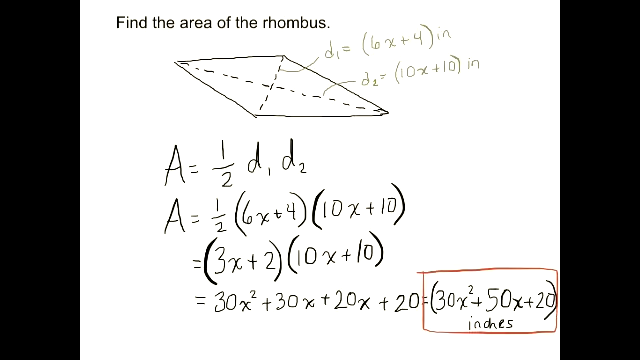 Find the area of the rhombus.
d₁ = (6x+4) in
d₂ = (10x+10) in
A = 1/2 d₁ d₂
A = 1/2 (6x+4)(10x+10)
= (3x+2)(10x+10)
= 30x² + 30x + 20x + 20 = (30x² + 50x + 20)
inches